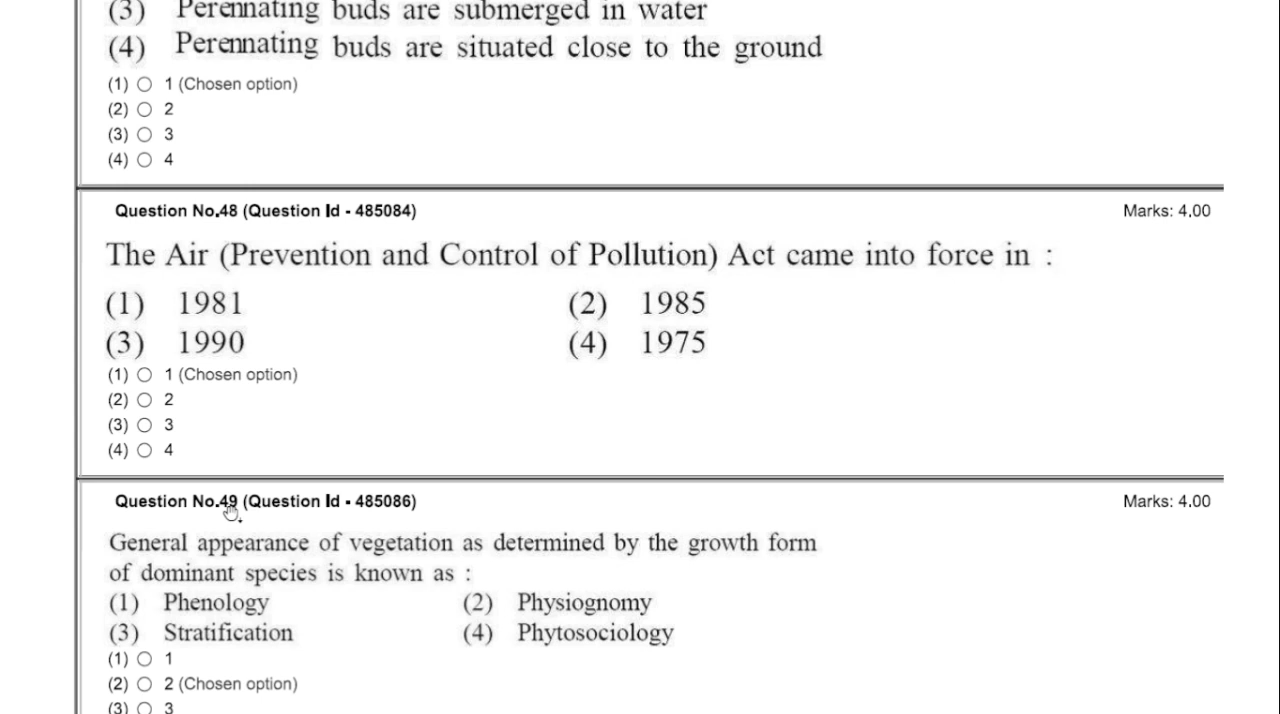 (3) Perennating buds are submerged in water
(4) Perennating buds are situated close to the ground
(1) 1 (Chosen option)
(2) 2
(3) 3
(4) 4
Question No.48 (Question Id - 485084) Marks: 4.00
The Air (Prevention and Control of Pollution) Act came into force in :
(1) 1981 (2) 1985
(3) 1990 (4) 1975
(1) 1 (Chosen option)
(2) 2
(3) 3
(4) 4
Question No.49 (Question Id - 485086) Marks: 4.00
General appearance of vegetation as determined by the growth form
of dominant species is known as :
(1) Phenology (2) Physiognomy
(3) Stratification (4) Phytosociology
(1) 1
(2) 2 (Chosen option)
(3) 3